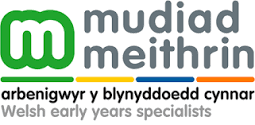 m mudiad
meithrin
arbenigwyr y blynyddoedd cynnar
Welsh early years specialists